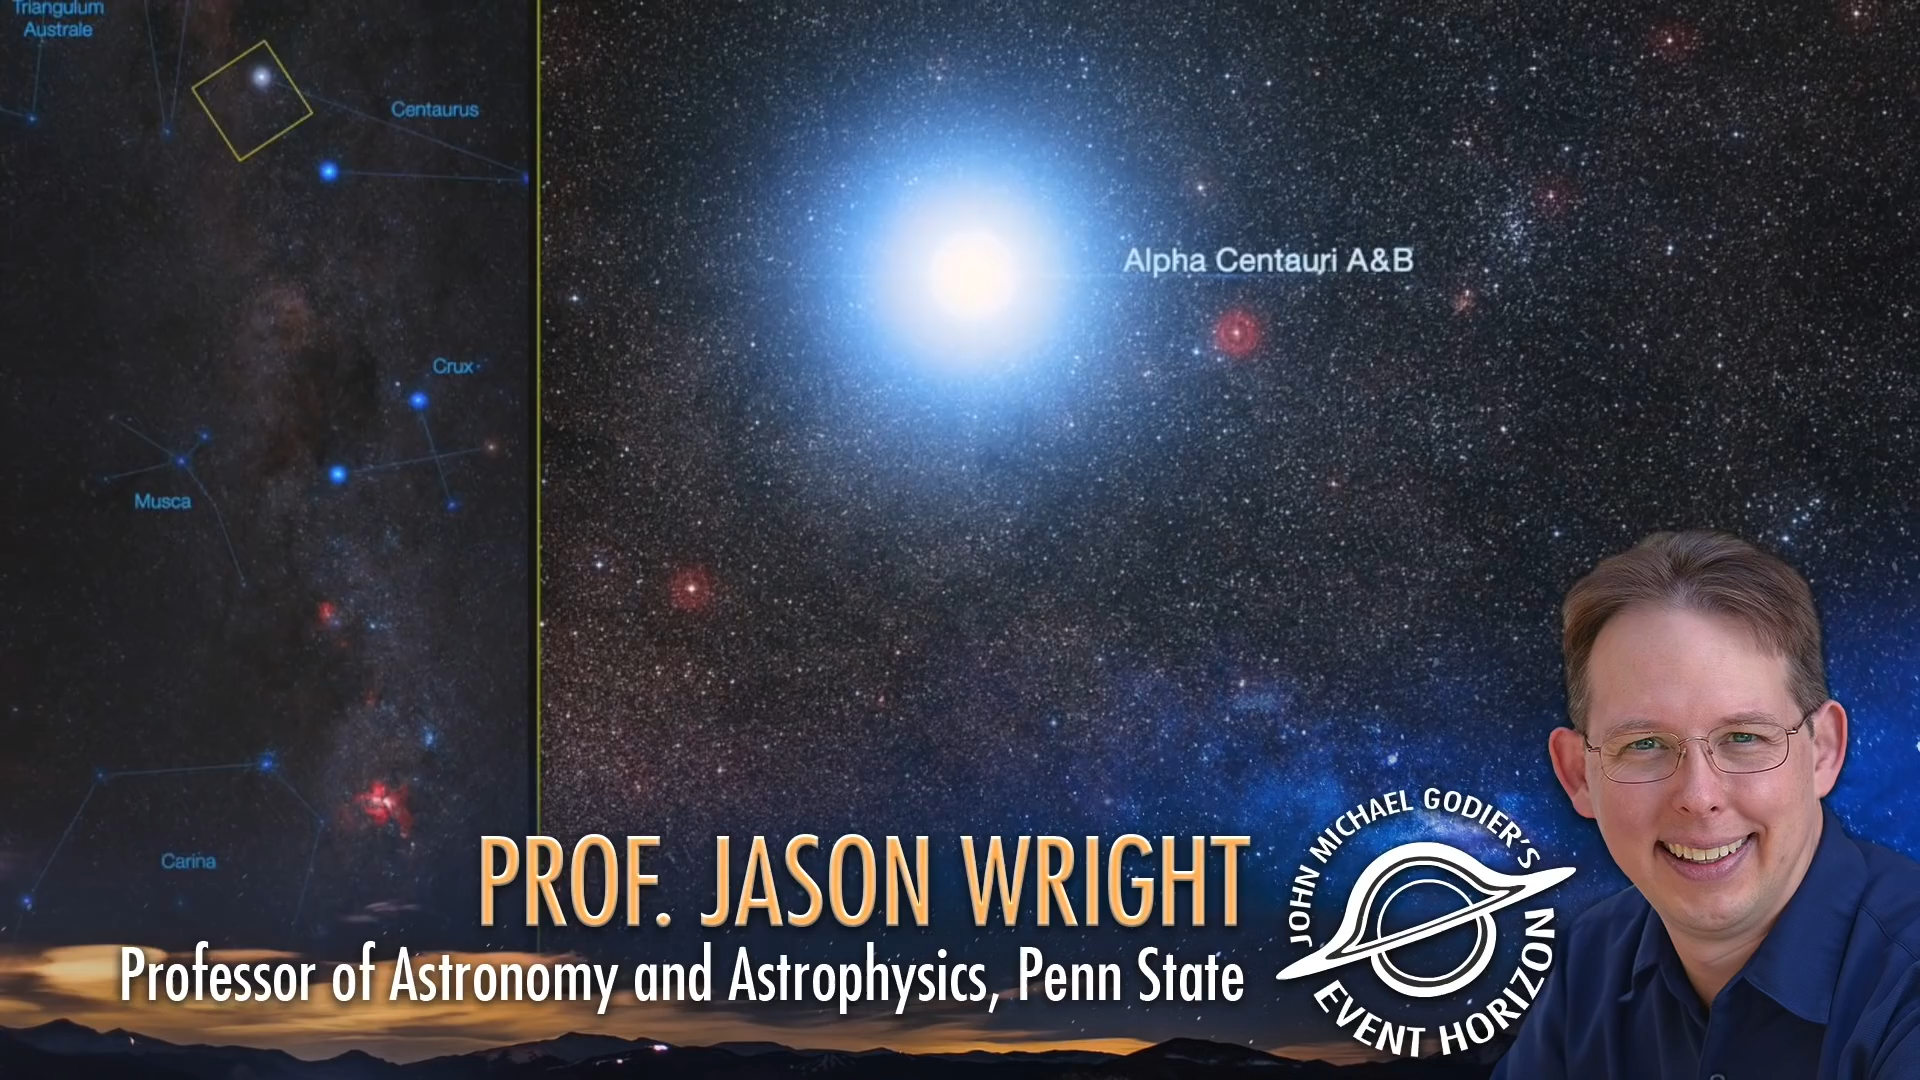 Triangulum
Australe
Centaurus
Alpha Centauri A&B
Crux
Musca
Carina
PROF. JASON WRIGHT
Professor of Astronomy and Astrophysics, Penn State
JOHN MICHAEL GODIER'S
EVENT HORIZON